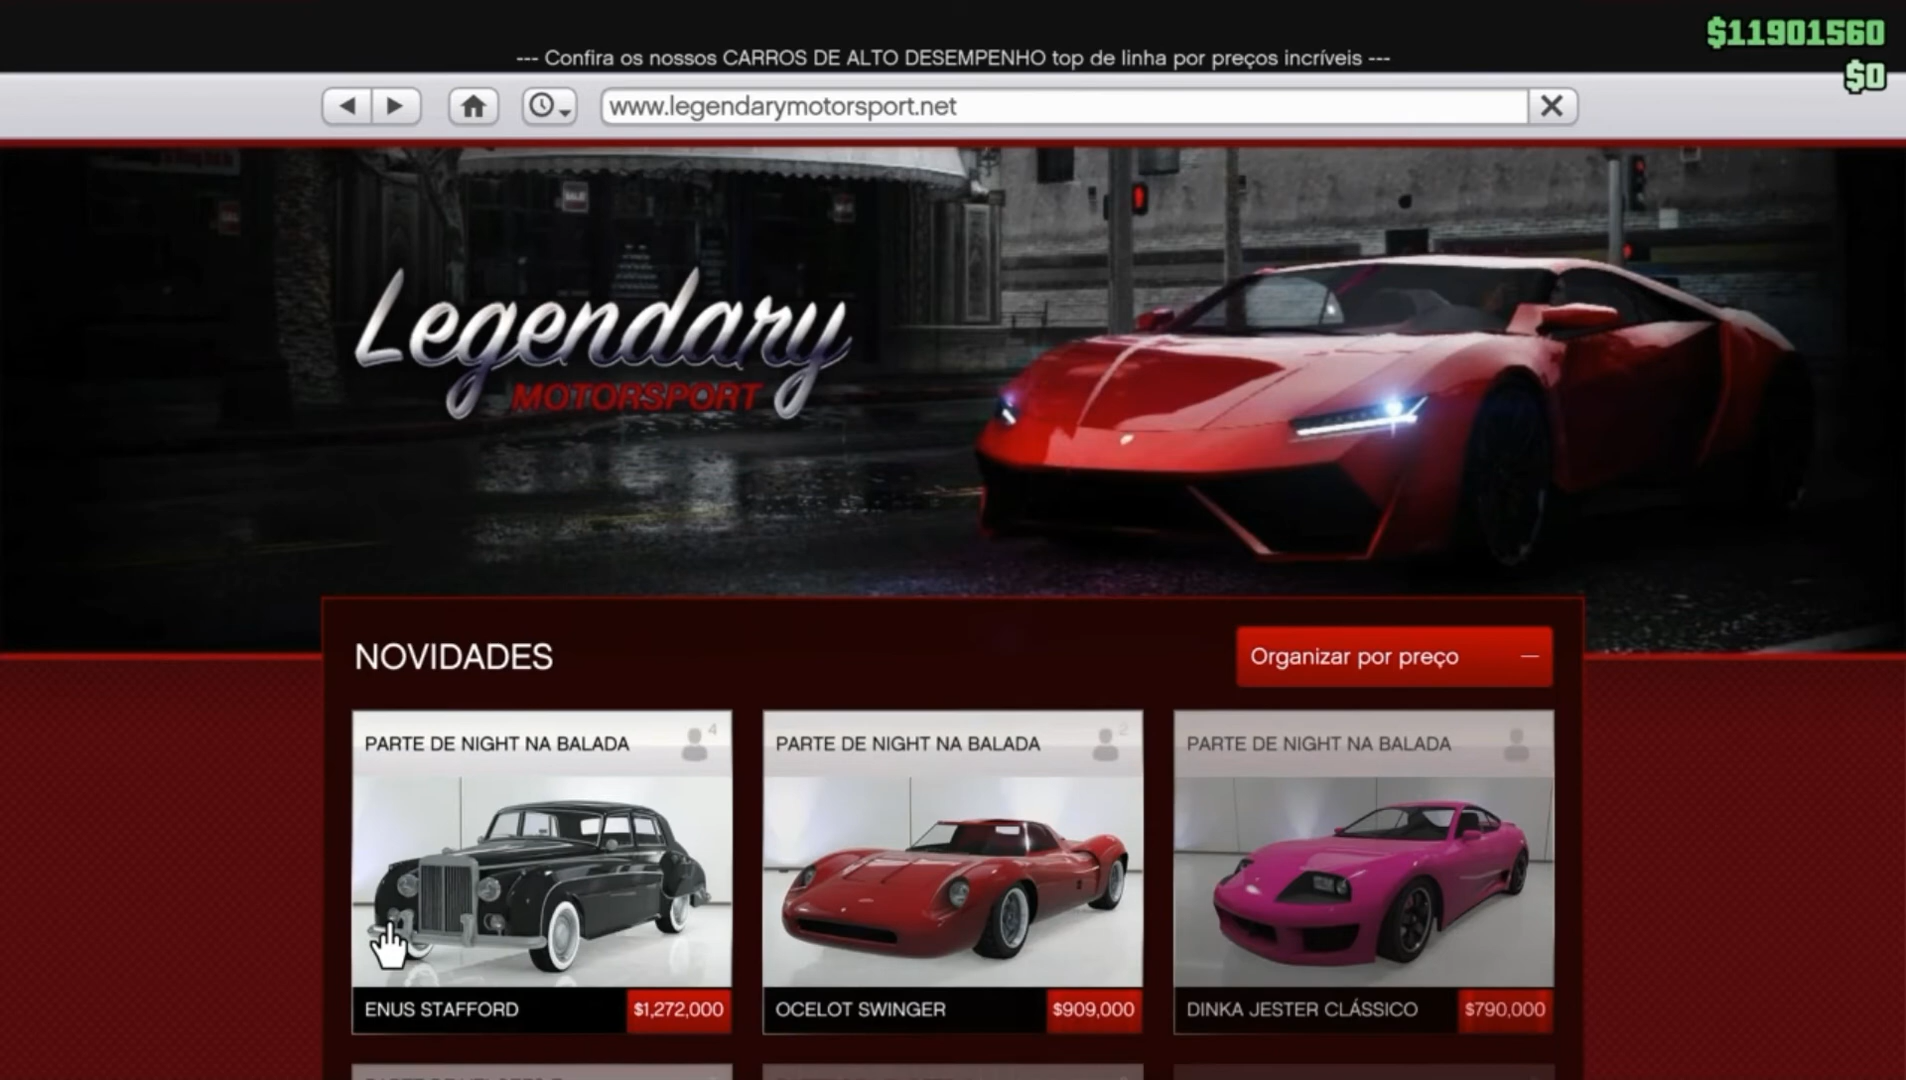 $11901560
$0
--- Confira os nossos CARROS DE ALTO DESEMPENHO top de linha por preços incríveis ---
www.legendarymotorsport.net
Legendary
MOTORSPORT
NOVIDADES
Organizar por preço
PARTE DE NIGHT NA BALADA 4
PARTE DE NIGHT NA BALADA 2
PARTE DE NIGHT NA BALADA
ENUS STAFFORD $1,272,000
OCELOT SWINGER $909,000
DINKA JESTER CLÁSSICO $790,000